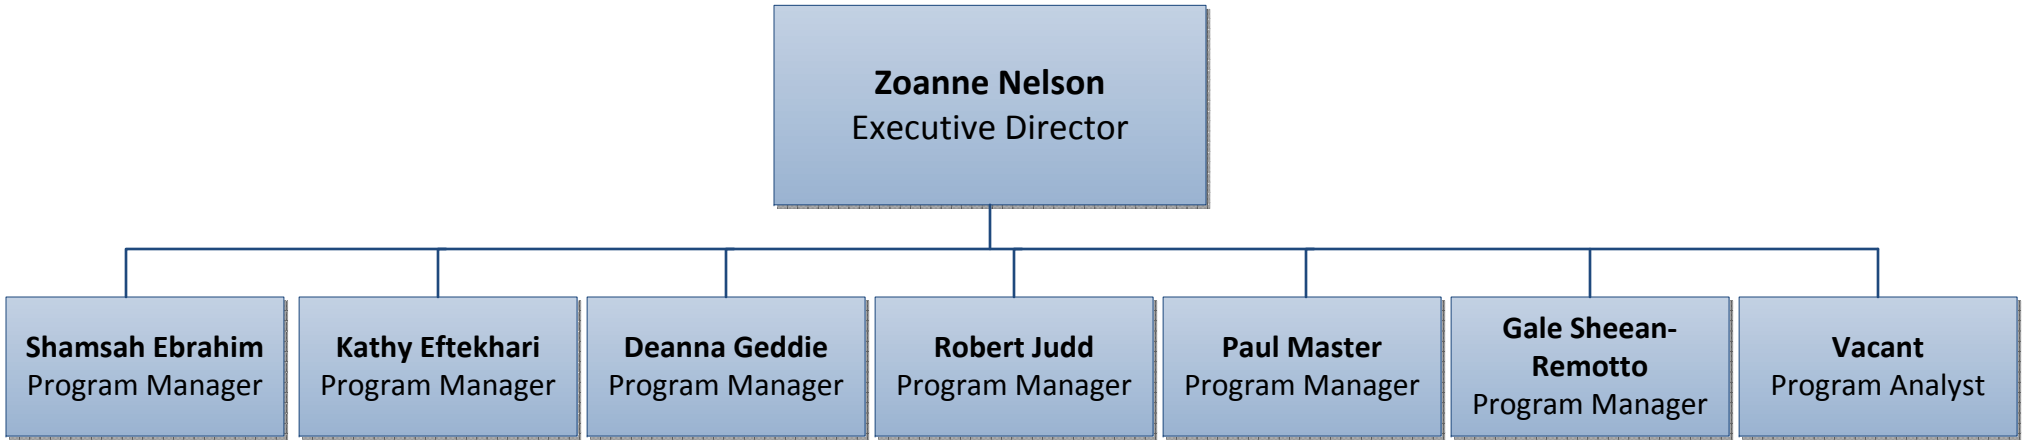 Zoanne Nelson
Executive Director
Shamsah Ebrahim
Program Manager
Kathy Eftekhari
Program Manager
Deanna Geddie
Program Manager
Robert Judd
Program Manager
Paul Master
Program Manager
Gale Sheean-
Remotto
Program Manager
Vacant
Program Analyst